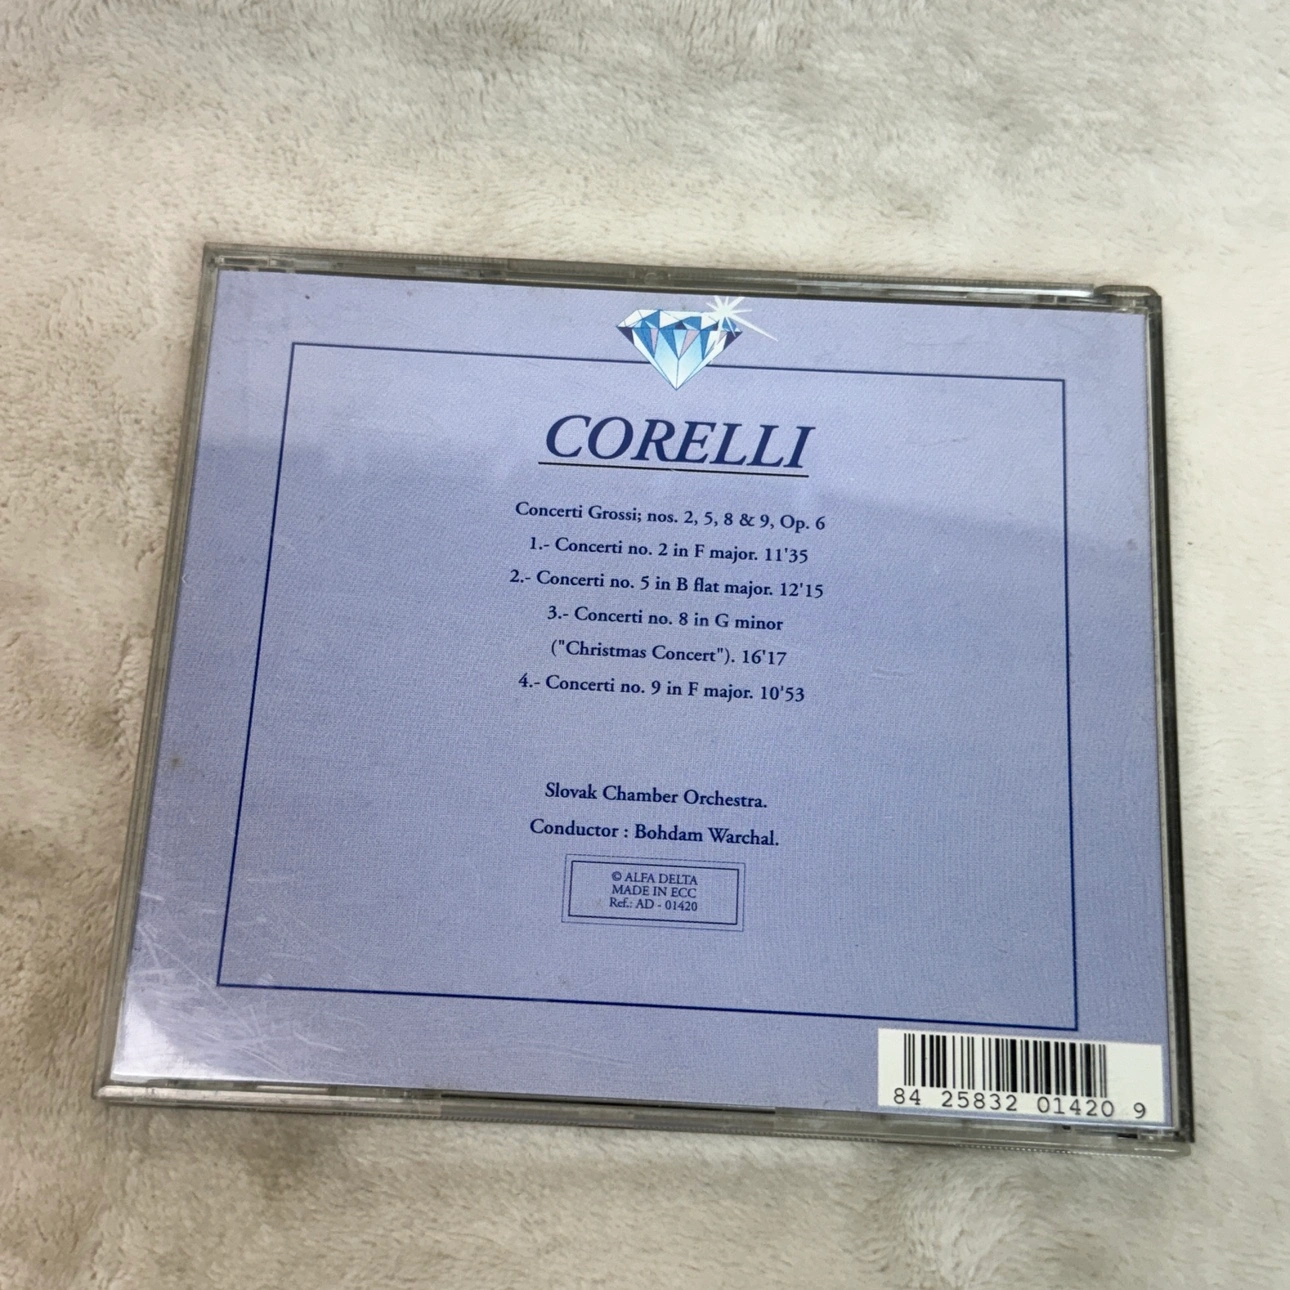 CORELLI
Concerti Grossi; nos. 2, 5, 8 & 9, Op. 6
1.- Concerti no. 2 in F major. 11'35
2.- Concerti no. 5 in B flat major. 12'15
3.- Concerti no. 8 in G minor
("Christmas Concert"). 16'17
4.- Concerti no. 9 in F major. 10'53
Slovak Chamber Orchestra.
Conductor : Bohdam Warchal.
© ALFA DELTA
MADE IN ECC
Ref.: AD - 01420
84 25832 01420 9